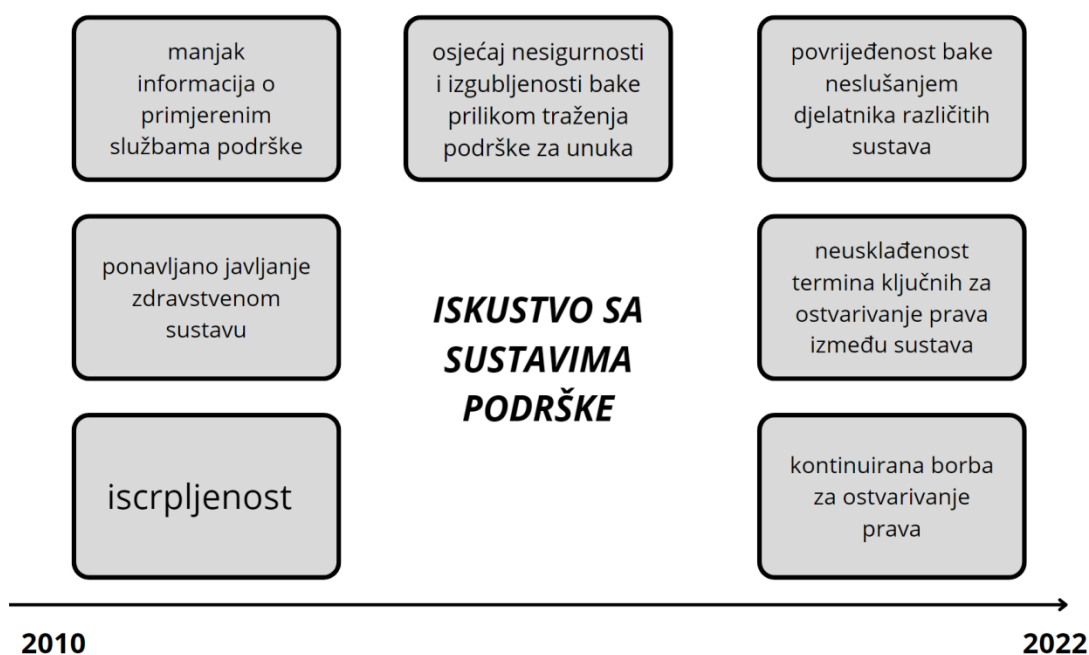 manjak
informacija o
primjerenim
službama podrške
osjećaj nesigurnosti
i izgubljenosti bake
prilikom traženja
podrške za unuka
povrijeđenost bake
neslušanjem
djelatnika različitih
sustava
ponavljano javljanje
zdravstvenom
sustavu
ISKUSTVO SA
SUSTAVIMA
PODRŠKE
neusklađenost
termina ključnih za
ostvarivanje prava
između sustava
iscrpljenost
kontinuirana borba
za ostvarivanje
prava
2010
2022